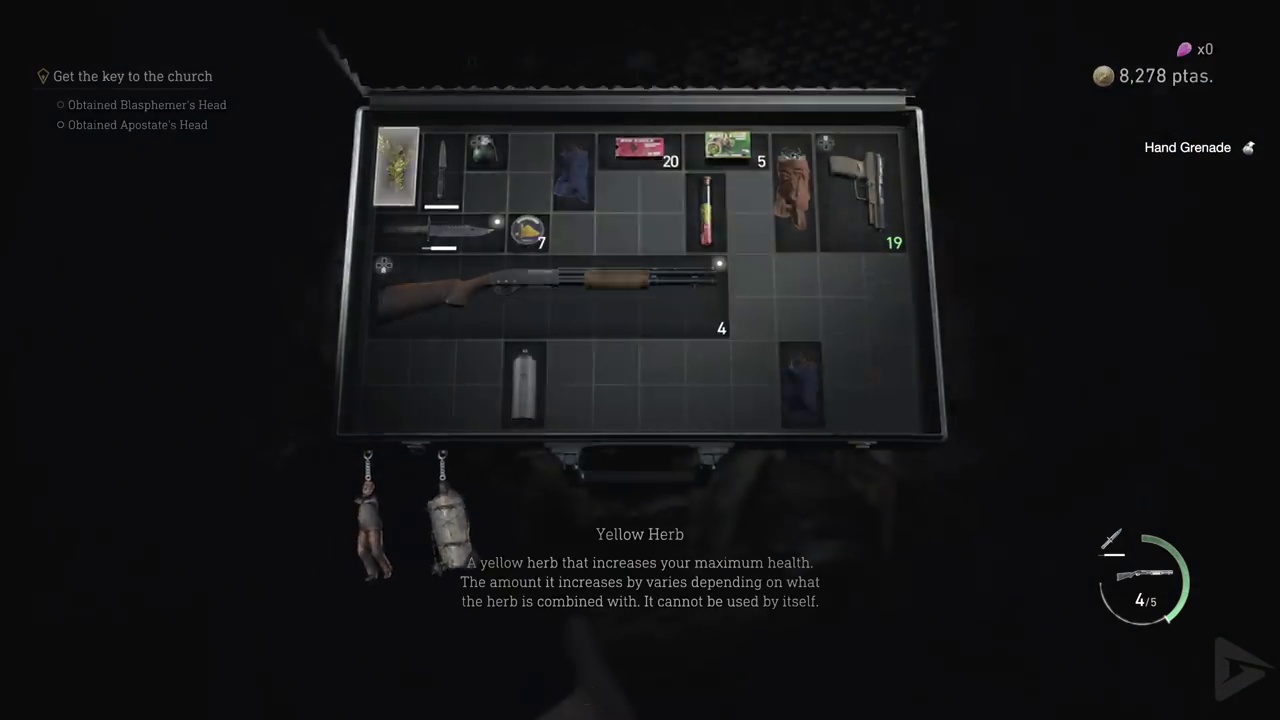 Get the key to the church
Obtained Blasphemer's Head
Obtained Apostate's Head
x0
8,278 ptas.
Hand Grenade
20
5
19
7
4
Yellow Herb
A yellow herb that increases your maximum health.
The amount it increases by varies depending on what
the herb is combined with. It cannot be used by itself.
4/5